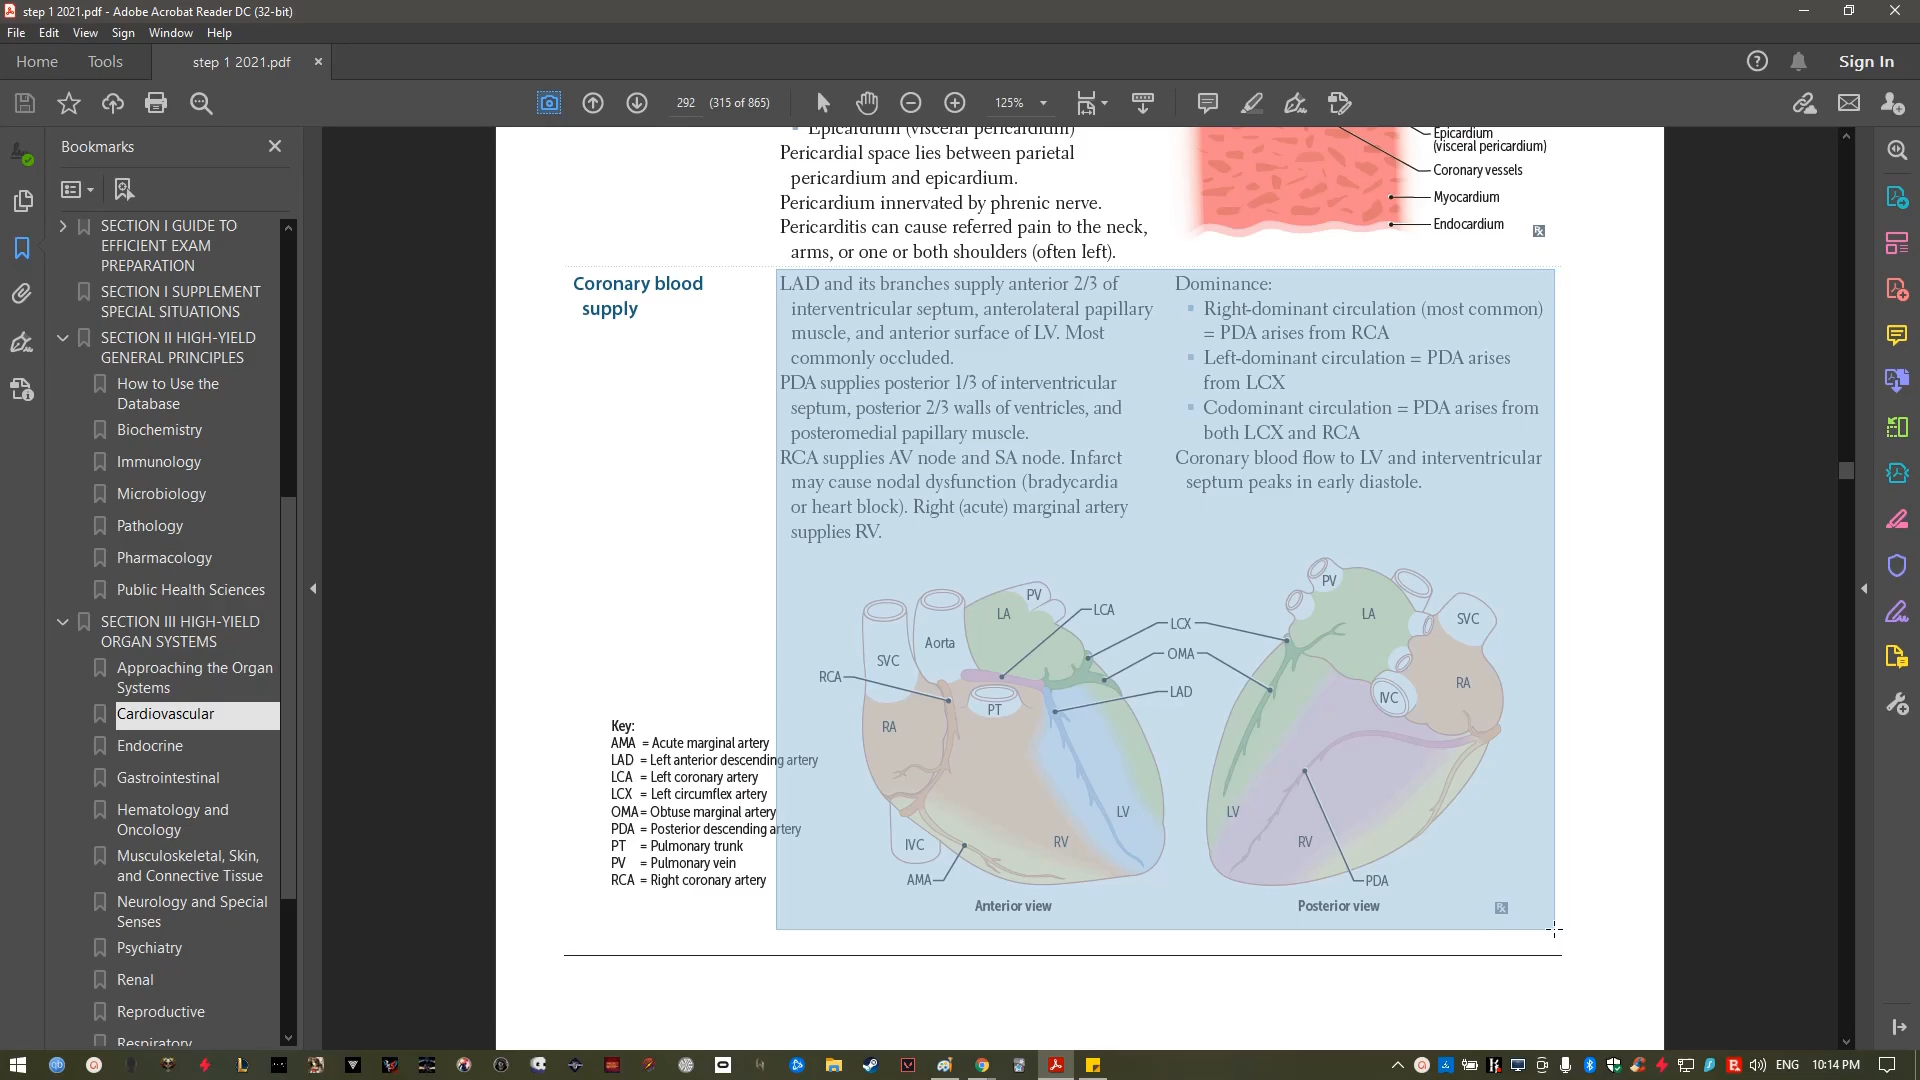 step 1 2021.pdf - Adobe Acrobat Reader DC (32-bit)
File Edit View Sign Window Help
Home Tools step 1 2021.pdf Sign In
292 (315 of 865) 125%
Bookmarks
SECTION I GUIDE TO
EFFICIENT EXAM
PREPARATION
SECTION I SUPPLEMENT
SPECIAL SITUATIONS
SECTION II HIGH-YIELD
GENERAL PRINCIPLES
How to Use the
Database
Biochemistry
Immunology
Microbiology
Pathology
Pharmacology
Public Health Sciences
SECTION III HIGH-YIELD
ORGAN SYSTEMS
Approaching the Organ
Systems
Cardiovascular
Endocrine
Gastrointestinal
Hematology and
Oncology
Musculoskeletal, Skin,
and Connective Tissue
Neurology and Special
Senses
Psychiatry
Renal
Reproductive
Respiratory
Epicardium (visceral pericardium)
Pericardial space lies between parietal
pericardium and epicardium.
Pericardium innervated by phrenic nerve.
Pericarditis can cause referred pain to the neck,
arms, or one or both shoulders (often left).
Epicardium
(visceral pericardium)
Coronary vessels
Myocardium
Endocardium
Rx
Coronary blood
supply
LAD and its branches supply anterior 2/3 of
interventricular septum, anterolateral papillary
muscle, and anterior surface of LV. Most
commonly occluded.
PDA supplies posterior 1/3 of interventricular
septum, posterior 2/3 walls of ventricles, and
posteromedial papillary muscle.
RCA supplies AV node and SA node. Infarct
may cause nodal dysfunction (bradycardia
or heart block). Right (acute) marginal artery
supplies RV.
Dominance:
Right-dominant circulation (most common)
= PDA arises from RCA
Left-dominant circulation = PDA arises
from LCX
Codominant circulation = PDA arises from
both LCX and RCA
Coronary blood flow to LV and interventricular
septum peaks in early diastole.
Key:
AMA = Acute marginal artery
LAD = Left anterior descending artery
LCA = Left coronary artery
LCX = Left circumflex artery
OMA = Obtuse marginal artery
PDA = Posterior descending artery
PT = Pulmonary trunk
PV = Pulmonary vein
RCA = Right coronary artery
PV
LA
LCA
Aorta
SVC
RCA
PT
RA
LCX
OMA
LAD
LV
RV
IVC
AMA
Anterior view
PV
LA
SVC
RA
IVC
LV
RV
PDA
Posterior view
Rx
ENG 10:14 PM